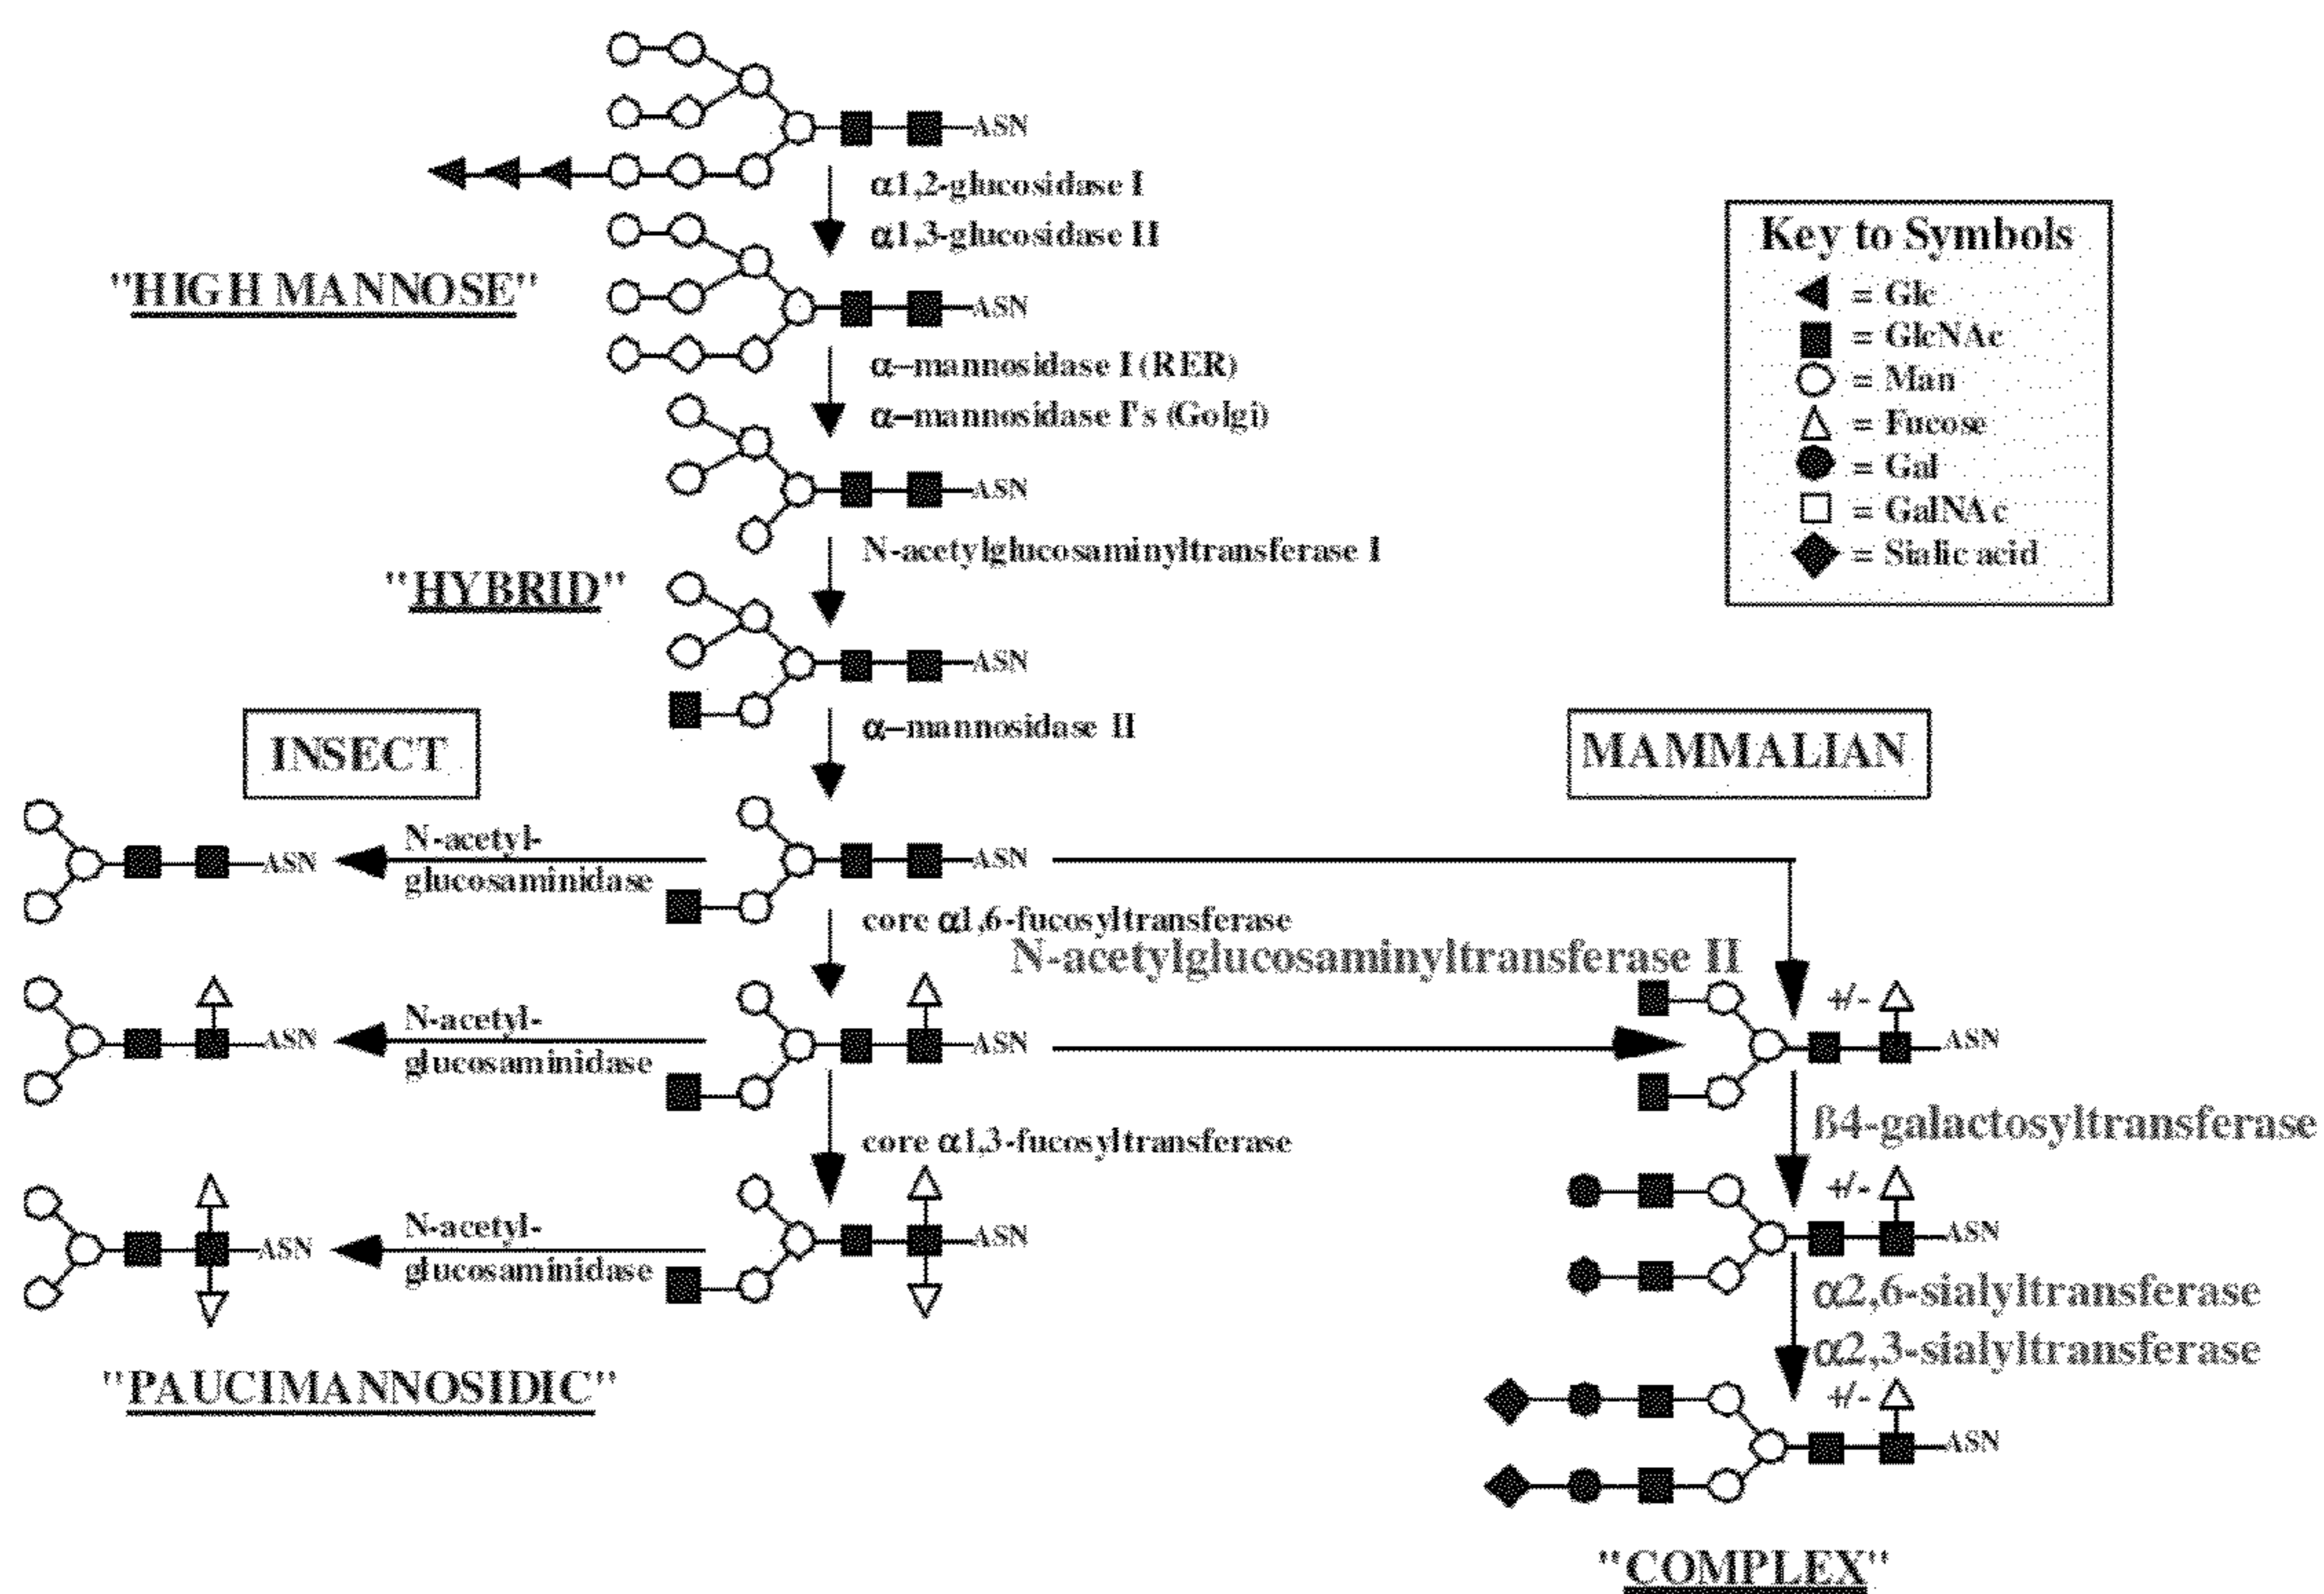 ASN
α1,2-glucosidase I
α1,3-glucosidase II
"HIGH MANNOSE"
ASN
α–mannosidase I (RER)
α–mannosidase I's (Golgi)
ASN
N-acetylglucosaminyltransferase I
"HYBRID"
ASN
α–mannosidase II
Key to Symbols
= Glc
= GlcNAc
= Man
= Fucose
= Gal
= GalNAc
= Sialic acid
INSECT
MAMMALIAN
ASN
N-acetyl-
glucosaminidase
ASN
core α1,6-fucosyltransferase
N-acetylglucosaminyltransferase II
ASN
N-acetyl-
glucosaminidase
ASN
+/-
ASN
core α1,3-fucosyltransferase
ß4-galactosyltransferase
ASN
N-acetyl-
glucosaminidase
ASN
+/-
ASN
α2,6-sialyltransferase
α2,3-sialyltransferase
"PAUCIMANNOSIDIC"
+/-
ASN
"COMPLEX"